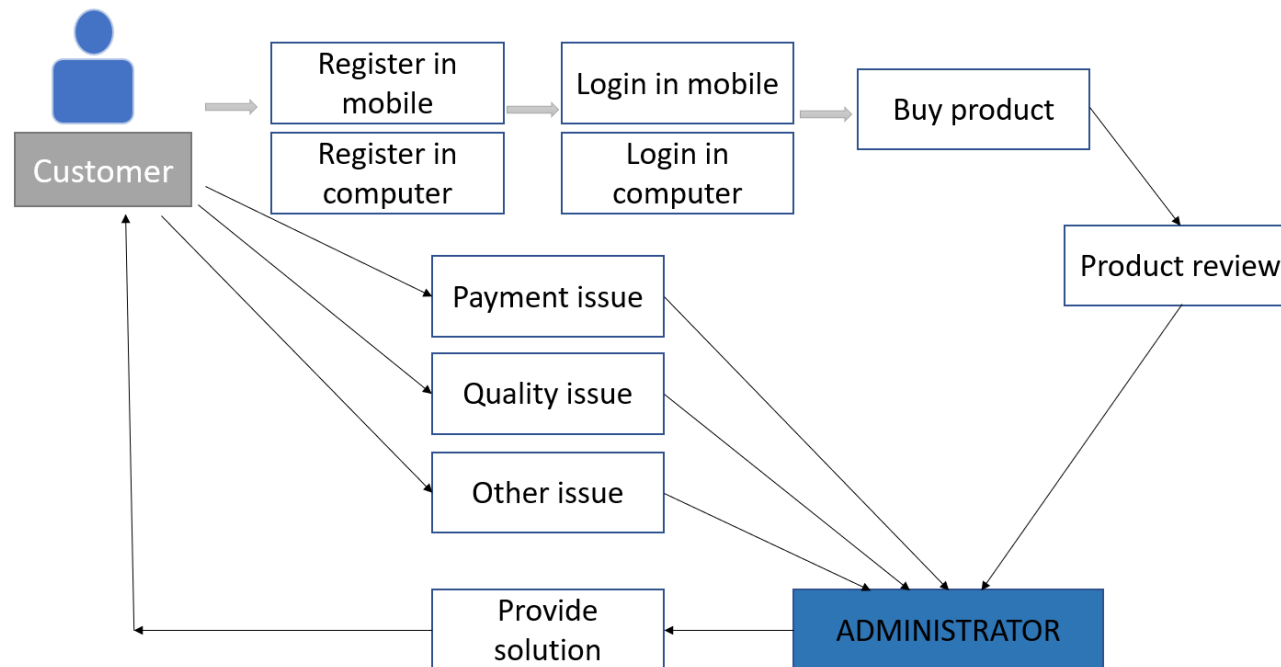 Register in
mobile
Login in mobile
Buy product
Customer
Register in
computer
Login in
computer
Product review
Payment issue
Quality issue
Other issue
Provide
solution
ADMINISTRATOR